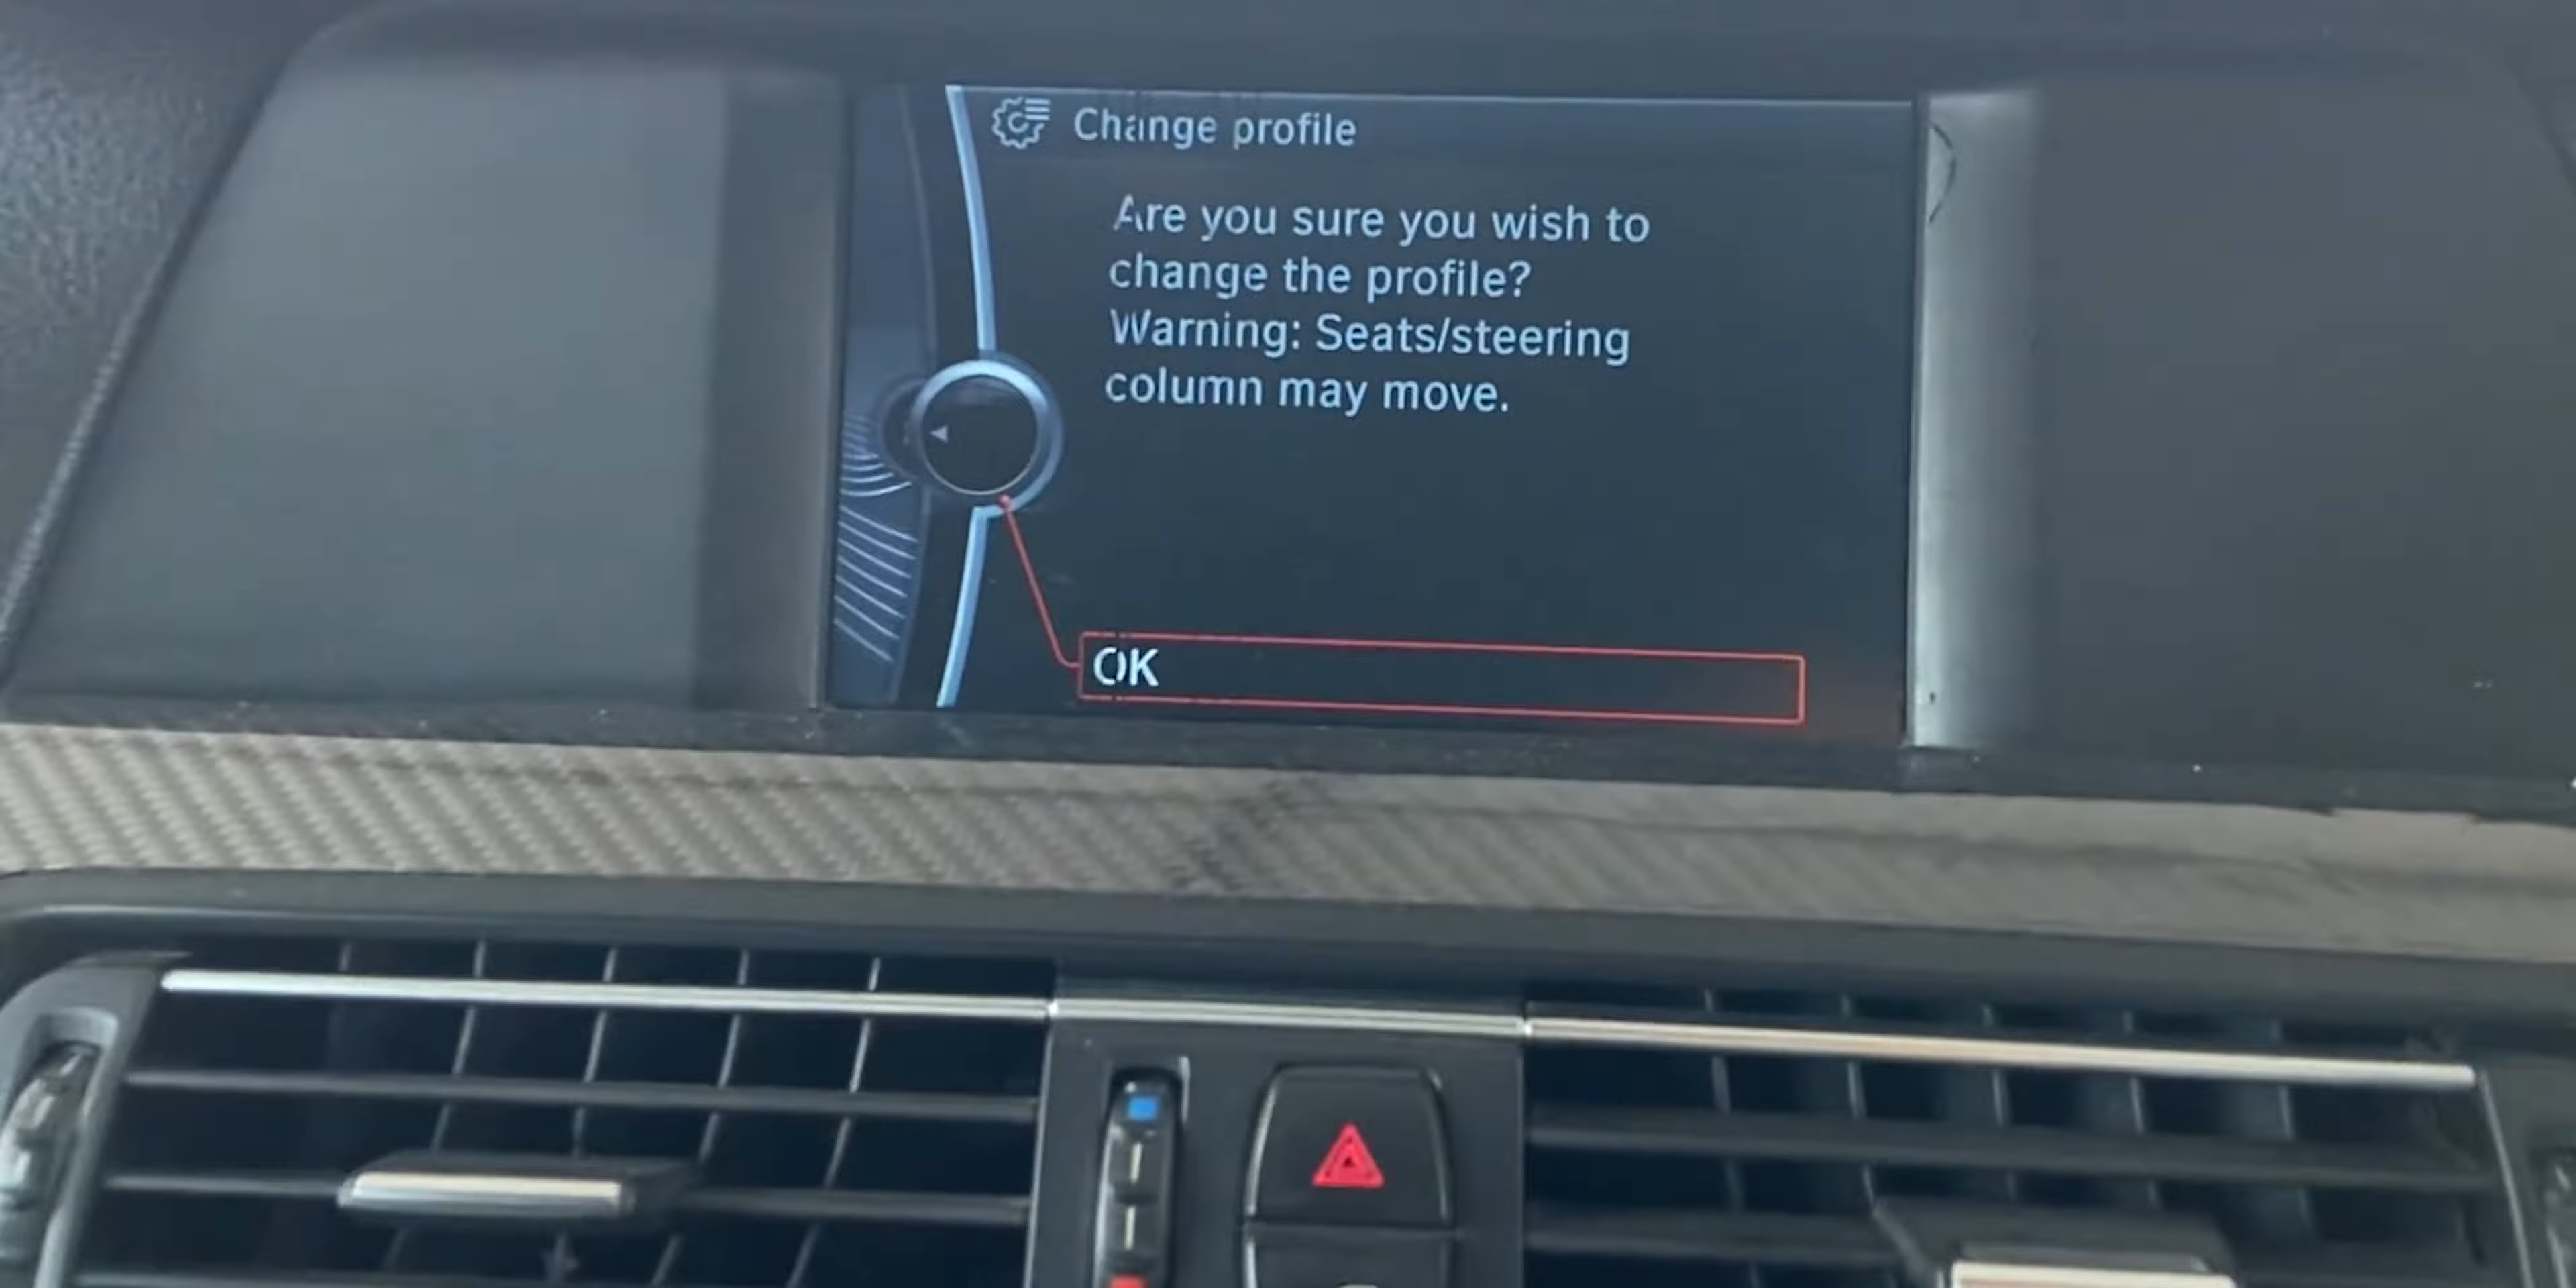 Change profile
Are you sure you wish to
change the profile?
Warning: Seats/steering
column may move.
OK